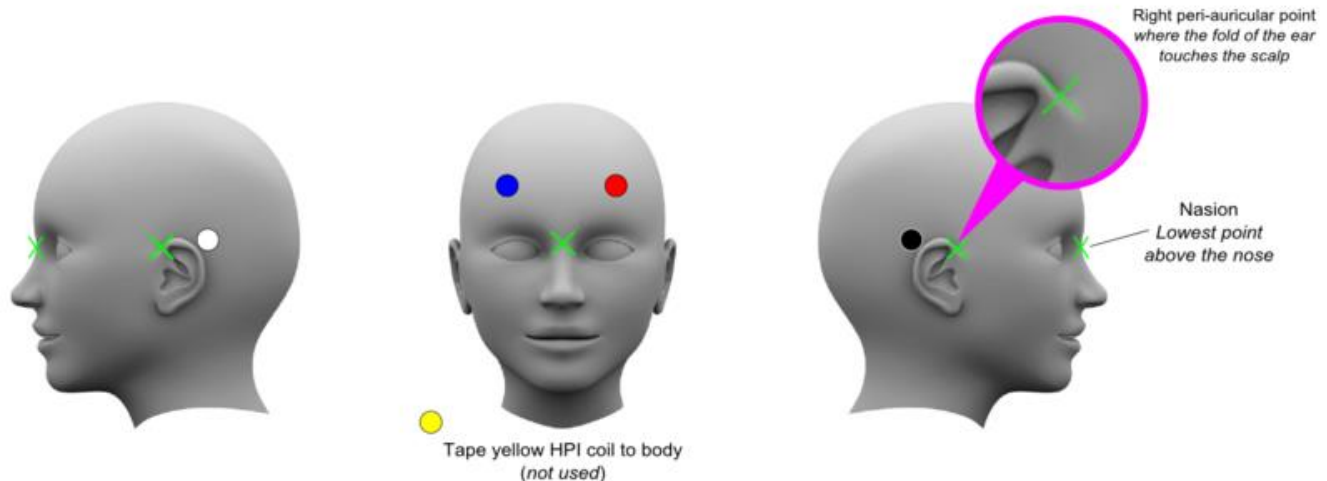 Right peri-auricular point
where the fold of the ear
touches the scalp
Nasion
Lowest point
above the nose
Tape yellow HPI coil to body
(not used)